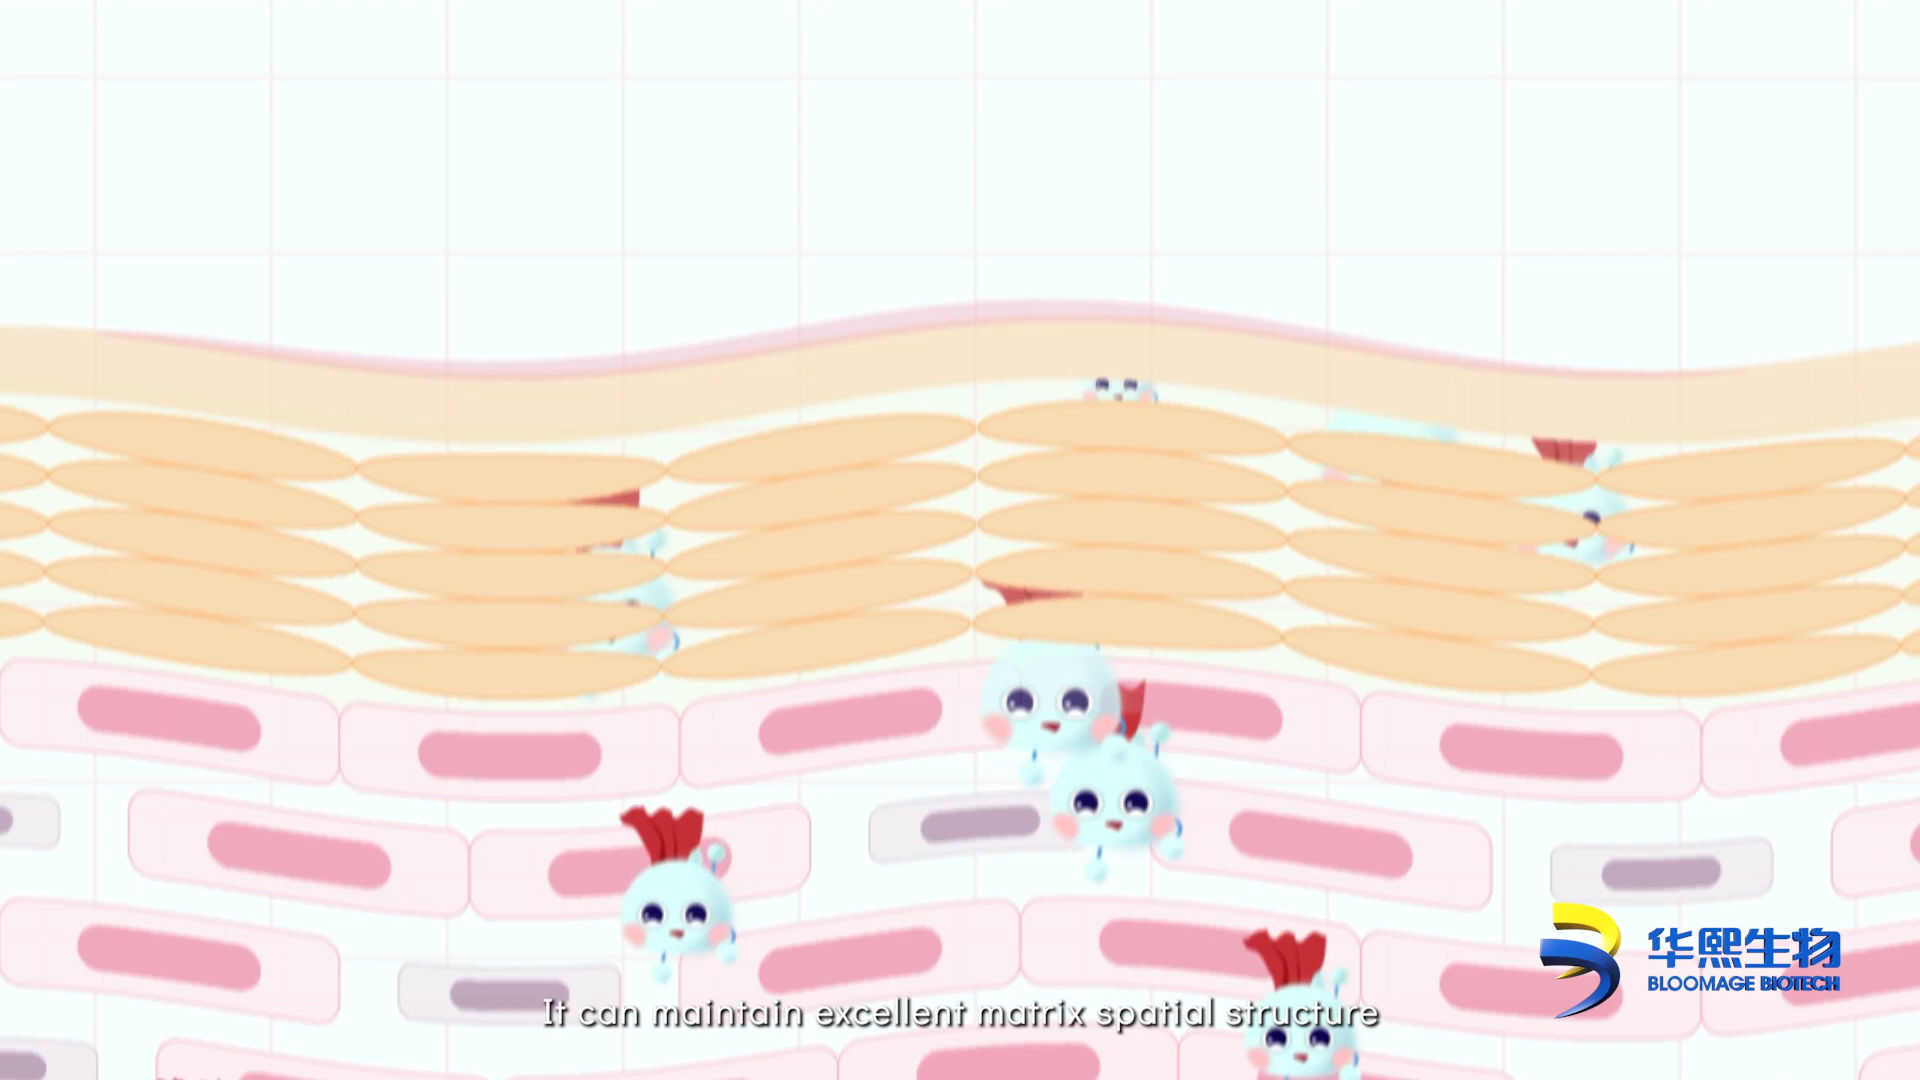 华熙生物
BLOOMAGE BIOTECH
It can maintain excellent matrix spatial structure